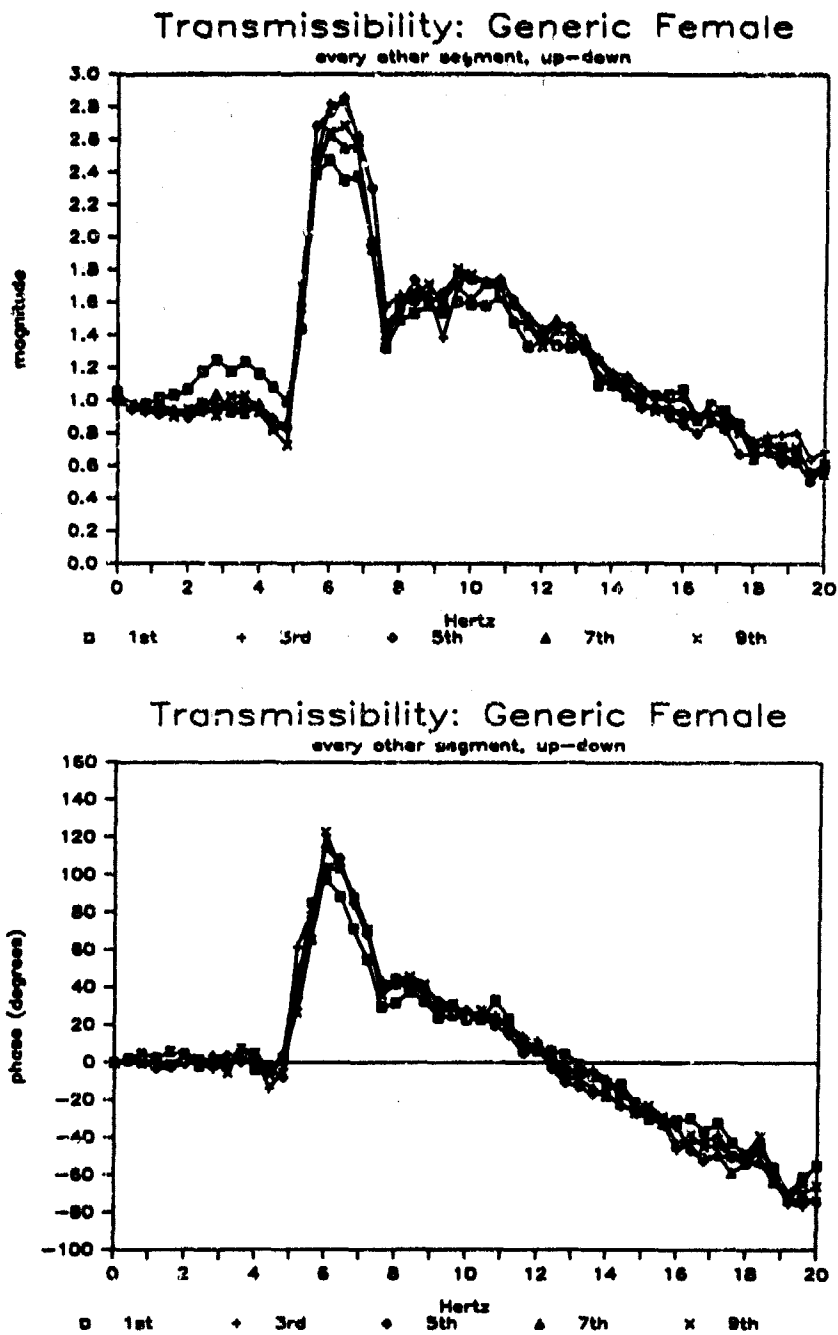 Transmissibility: Generic Female
every other segment, up-down
magnitude
3.0
2.8
2.6
2.4
2.2
2.0
1.8
1.6
1.4
1.2
1.0
0.8
0.6
0.4
0.2
0.0
0 2 4 6 8 10 12 14 16 18 20
Hertz
1st 3rd 5th 7th 9th
Transmissibility: Generic Female
every other segment, up-down
phase (degrees)
160
140
120
100
80
60
40
20
0
-20
-40
-60
-80
-100
0 2 4 6 8 10 12 14 16 18 20
Hertz
1st 3rd 5th 7th 9th